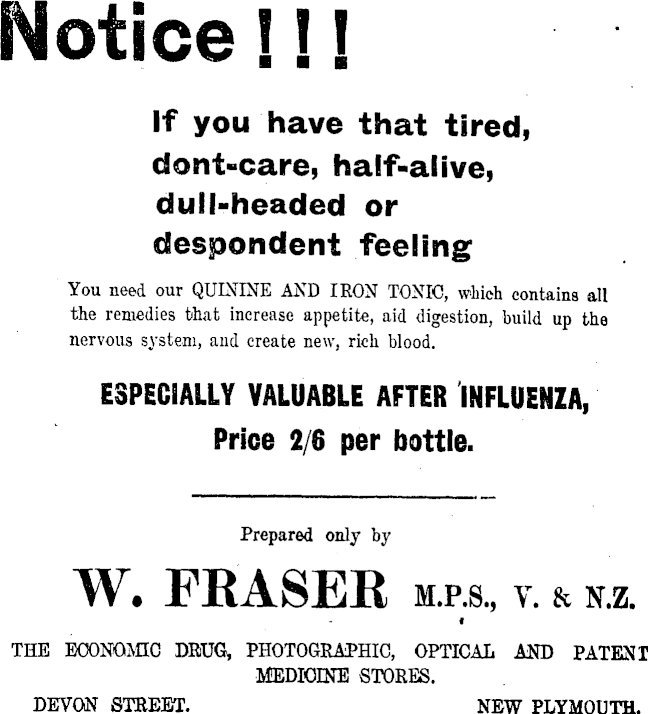 Notice !!!
If you have that tired,
dont-care, half-alive,
dull-headed or
despondent feeling
You need our QUININE AND IRON TONIC, which contains all
the remedies that increase appetite, aid digestion, build up the
nervous system, and create new, rich blood.
ESPECIALLY VALUABLE AFTER INFLUENZA,
Price 2/6 per bottle.
Prepared only by
W. FRASER M.P.S., V. & N.Z.
THE ECONOMIC DRUG, PHOTOGRAPHIC, OPTICAL AND PATENT
MEDICINE STORES.
DEVON STREET. NEW PLYMOUTH.